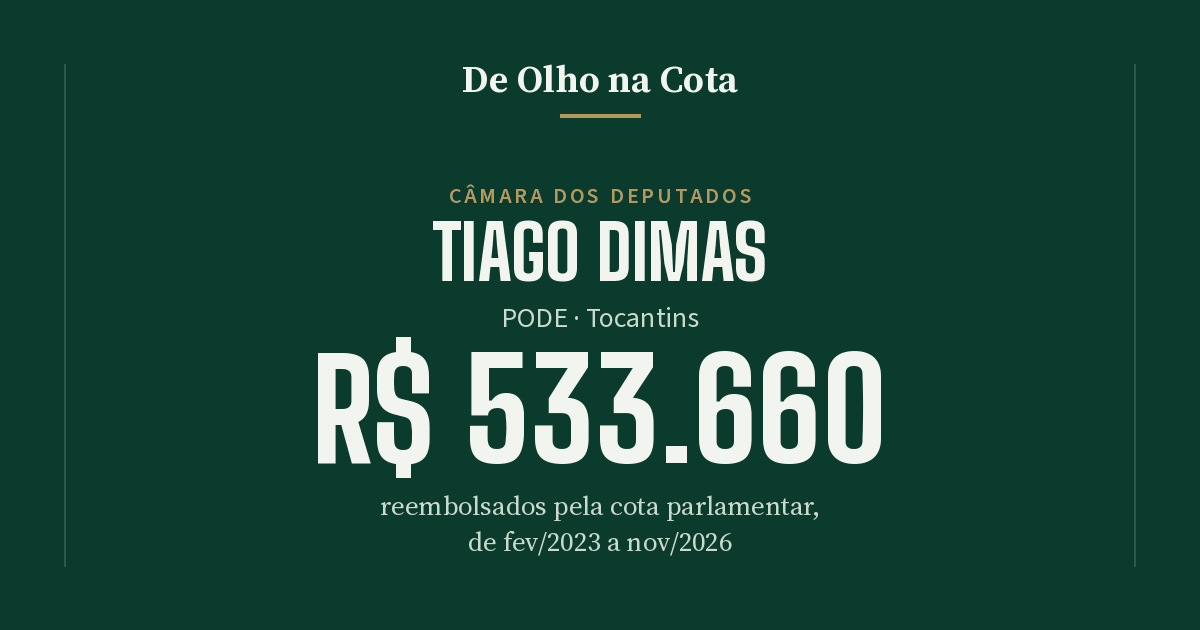 De Olho na Cota
CÂMARA DOS DEPUTADOS
TIAGO DIMAS
PODE · Tocantins
R$ 533.660
reembolsados pela cota parlamentar,
de fev/2023 a nov/2026